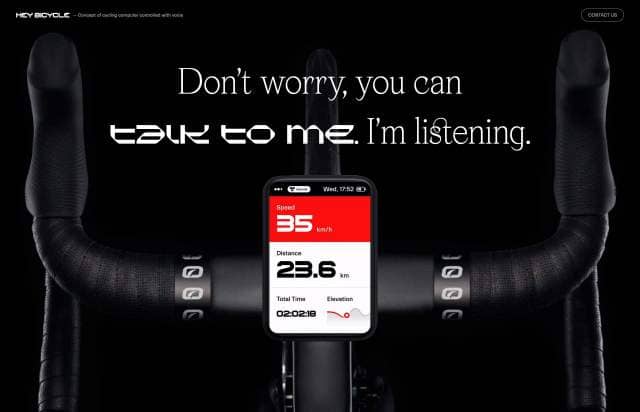 HEY BICYCLE — Concept of cycling computer controlled with voice
CONTACT US
Don't worry, you can
talk to me. I'm listening.
Wed, 17:52
Speed
35 km/h
Distance
23.6 km
Total Time
Elevation
02:02:18